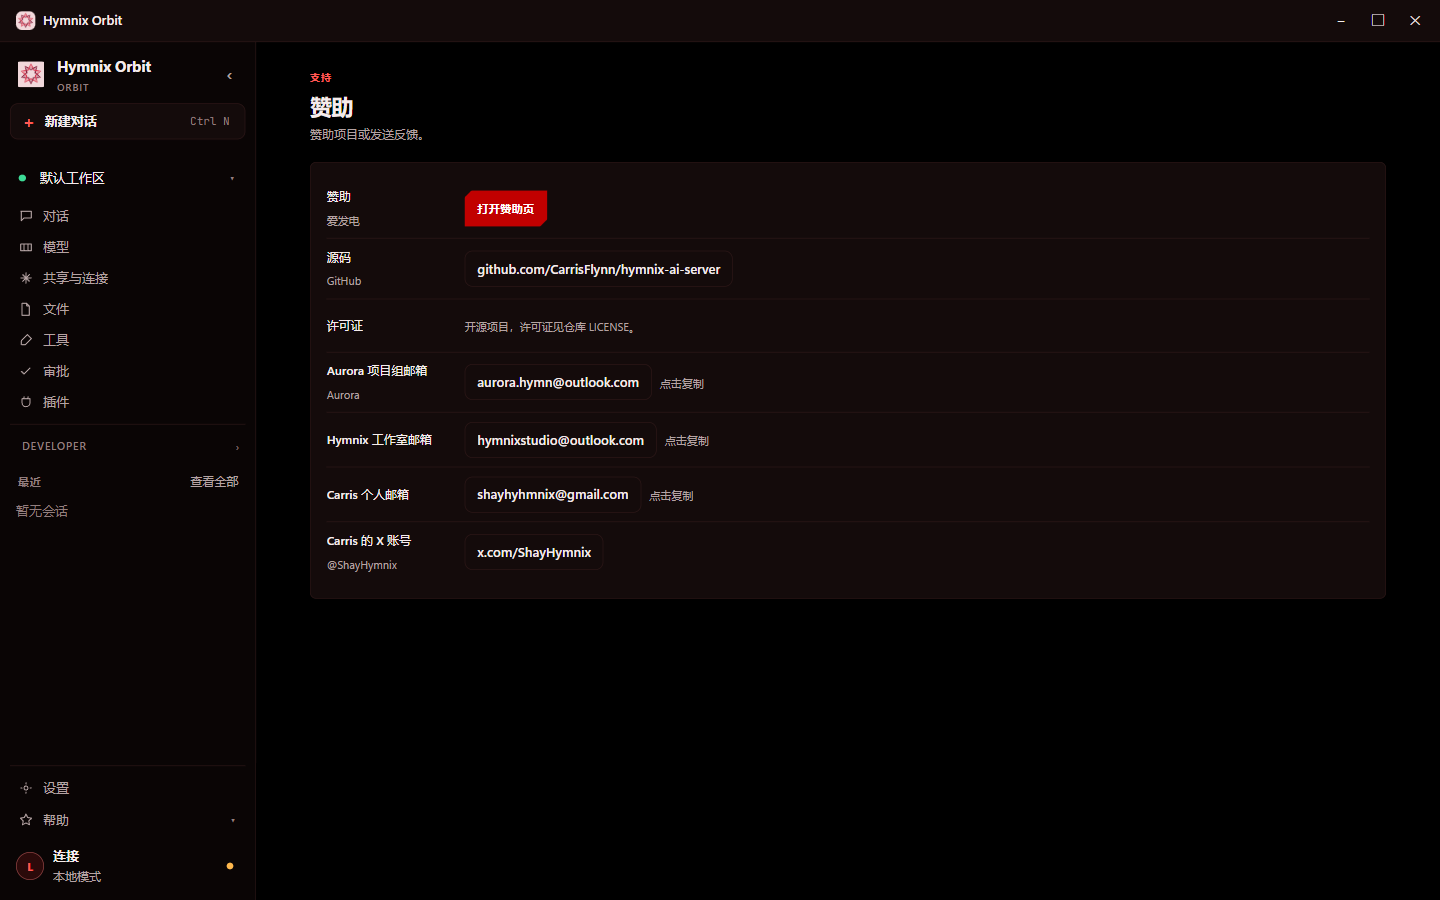 Hymnix Orbit
Hymnix Orbit
ORBIT
新建对话 Ctrl N
默认工作区
对话
模型
共享与连接
文件
工具
审批
插件
DEVELOPER
最近 查看全部
暂无会话
设置
帮助
L
连接
本地模式
支持
赞助
赞助项目或发送反馈。
赞助
爱发电
打开赞助页
源码
GitHub
github.com/CarrisFlynn/hymnix-ai-server
许可证
开源项目，许可证见仓库 LICENSE。
Aurora 项目组邮箱
Aurora
aurora.hymn@outlook.com 点击复制
Hymnix 工作室邮箱
hymnixstudio@outlook.com 点击复制
Carris 个人邮箱
shayhyhmnix@gmail.com 点击复制
Carris 的 X 账号
@ShayHymnix
x.com/ShayHymnix